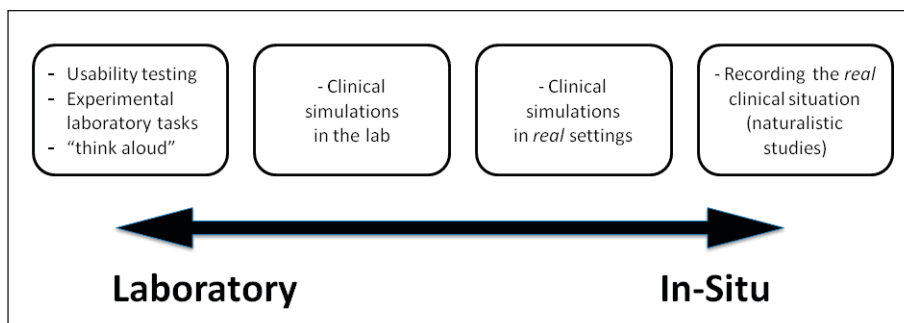 - Usability testing
- Experimental
laboratory tasks
- “think aloud”
- Clinical
simulations
in the lab
- Clinical
simulations
in real settings
- Recording the real
clinical situation
(naturalistic
studies)
Laboratory
In-Situ